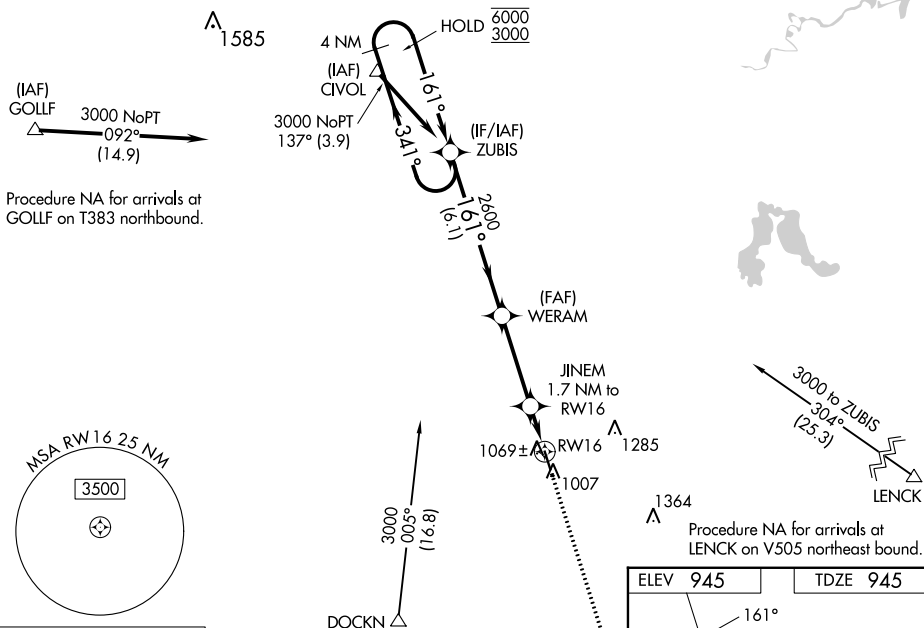 1585
HOLD 6000
3000
4 NM
(IAF)
CIVOL
161°
(IAF)
GOLLF
3000 NoPT
092°
(14.9)
3000 NoPT
137° (3.9)
341°
(IF/IAF)
ZUBIS
Procedure NA for arrivals at
GOLLF on T383 northbound.
2600
161°
(6.1)
(FAF)
WERAM
JINEM
1.7 NM to
RW16
3000 to ZUBIS
304°
(25.3)
LENCK
1069±
RW16
1285
1007
MSA RW16 25 NM
3500
3000
005°
(16.8)
DOCKN
1364
Procedure NA for arrivals at
LENCK on V505 northeast bound.
ELEV 945
TDZE 945
161°